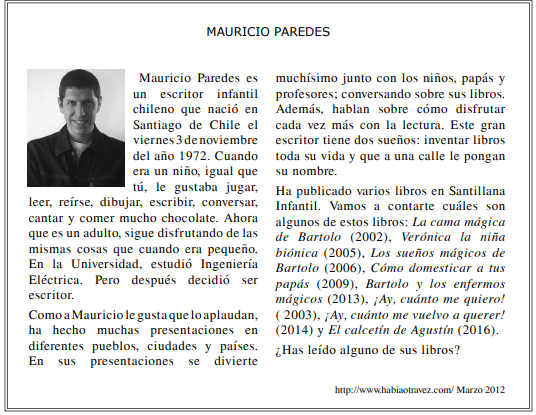 MAURICIO PAREDES
Mauricio Paredes es
un escritor infantil
chileno que nació en
Santiago de Chile el
viernes 3 de noviembre
del año 1972. Cuando
era un niño, igual que
tú, le gustaba jugar,
leer, reírse, dibujar, escribir, conversar,
cantar y comer mucho chocolate. Ahora
que es un adulto, sigue disfrutando de las
mismas cosas que cuando era pequeño.
En la Universidad, estudió Ingeniería
Eléctrica. Pero después decidió ser
escritor.
Como a Mauricio le gusta que lo aplaudan,
ha hecho muchas presentaciones en
diferentes pueblos, ciudades y países.
En sus presentaciones se divierte
muchísimo junto con los niños, papás y
profesores; conversando sobre sus libros.
Además, hablan sobre cómo disfrutar
cada vez más con la lectura. Este gran
escritor tiene dos sueños: inventar libros
toda su vida y que a una calle le pongan
su nombre.
Ha publicado varios libros en Santillana
Infantil. Vamos a contarte cuáles son
algunos de estos libros: La cama mágica
de Bartolo (2002), Verónica la niña
biónica (2005), Los sueños mágicos de
Bartolo (2006), Cómo domesticar a tus
papás (2009), Bartolo y los enfermos
mágicos (2013), ¡Ay, cuánto me quiero!
( 2003), ¡Ay, cuánto me vuelvo a querer!
(2014) y El calcetín de Agustín (2016).
¿Has leído alguno de sus libros?
http://www.habiaotravez.com/ Marzo 2012